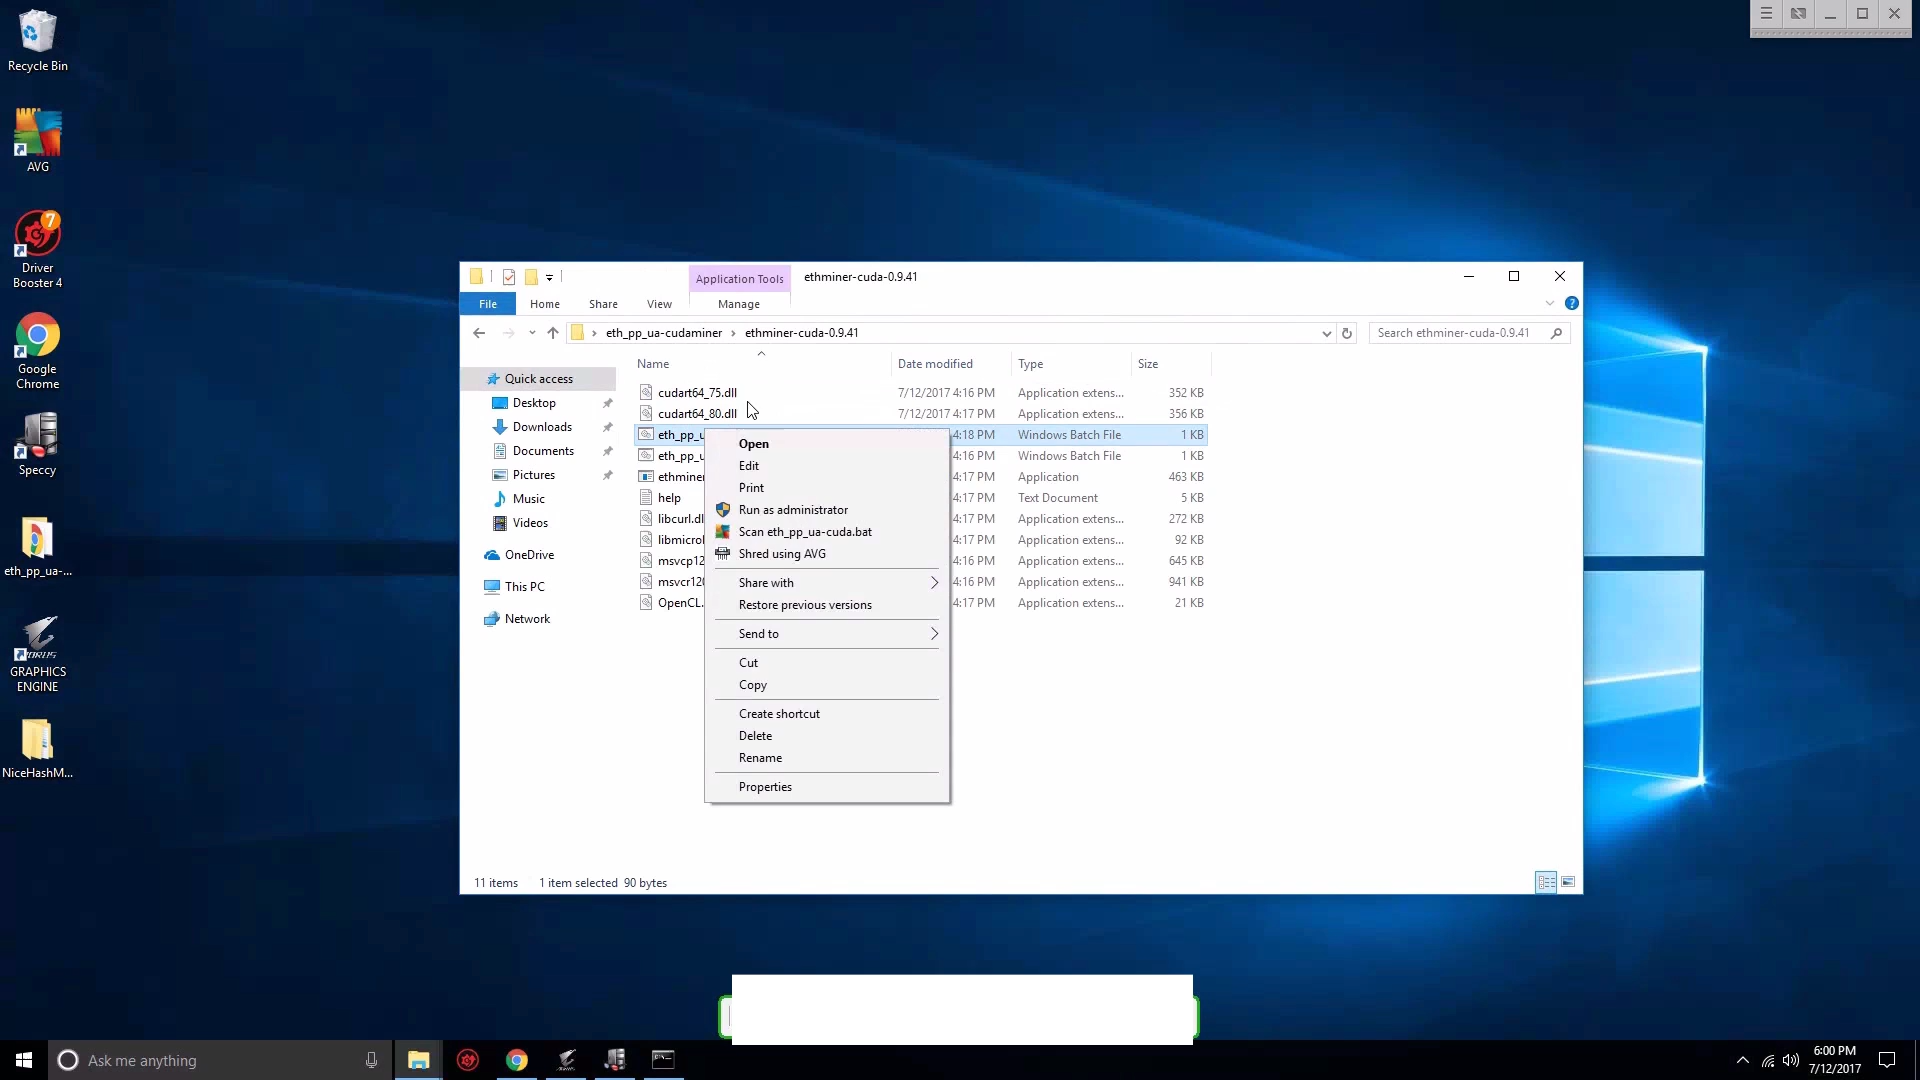 Recycle Bin
AVG
7
Driver
Booster 4
Google
Chrome
Speccy
eth_pp_ua-...
GRAPHICS
ENGINE
NiceHashM...
Application Tools
ethminer-cuda-0.9.41
File
Home
Share
View
Manage
eth_pp_ua-cudaminer
ethminer-cuda-0.9.41
Search ethminer-cuda-0.9.41
Name
Date modified
Type
Size
Quick access
Desktop
Downloads
Documents
Pictures
Music
Videos
OneDrive
This PC
Network
cudart64_75.dll 7/12/2017 4:16 PM Application extens... 352 KB
cudart64_80.dll 7/12/2017 4:17 PM Application extens... 356 KB
eth_pp_u 4:18 PM Windows Batch File 1 KB
eth_pp_u 4:16 PM Windows Batch File 1 KB
ethminer 4:17 PM Application 463 KB
help 4:17 PM Text Document 5 KB
libcurl.dl 4:17 PM Application extens... 272 KB
libmicrol 4:17 PM Application extens... 92 KB
msvcp12 4:16 PM Application extens... 645 KB
msvcr120 4:16 PM Application extens... 941 KB
OpenCL. 4:17 PM Application extens... 21 KB
Open
Edit
Print
Run as administrator
Scan eth_pp_ua-cuda.bat
Shred using AVG
Share with
Restore previous versions
Send to
Cut
Copy
Create shortcut
Delete
Rename
Properties
11 items
1 item selected 90 bytes
Ask me anything
6:00 PM
7/12/2017